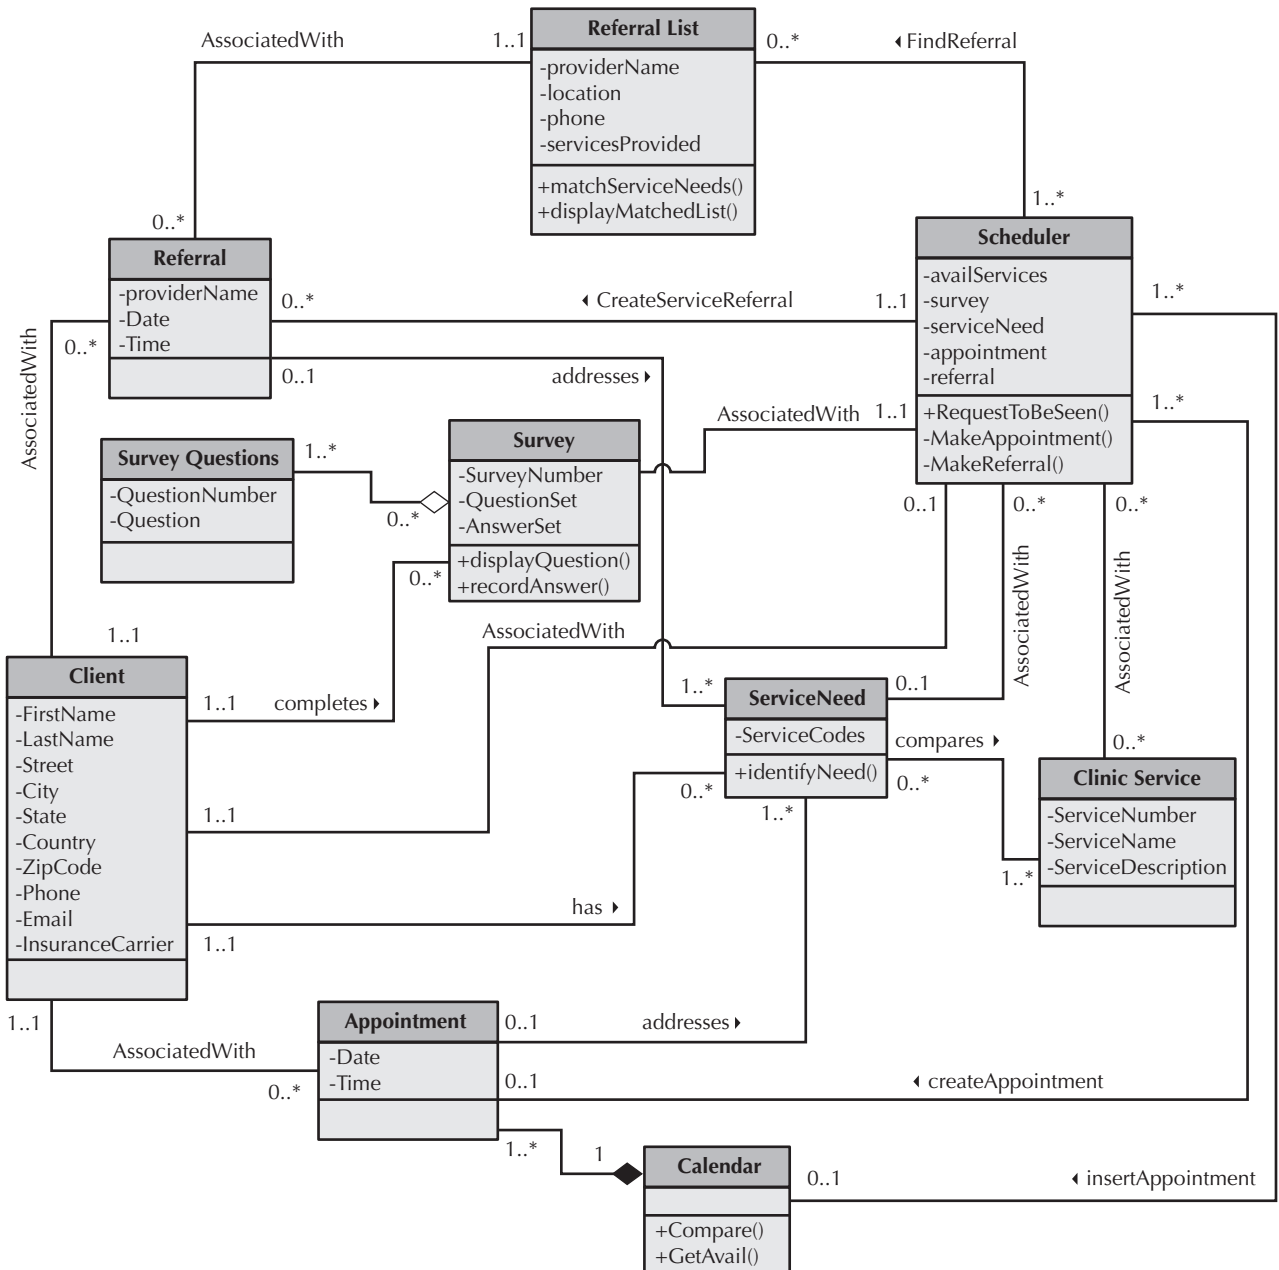 Referral List
-providerName
-location
-phone
-servicesProvided
+matchServiceNeeds()
+displayMatchedList()
AssociatedWith
1..1
0..*
◂ FindReferral
0..*
1..*
Referral
-providerName
-Date
-Time
0..*
◂ CreateServiceReferral
1..1
Scheduler
-availServices
-survey
-serviceNeed
-appointment
-referral
+RequestToBeSeen()
-MakeAppointment()
-MakeReferral()
1..*
1..*
AssociatedWith
0..*
0..1
addresses ▸
AssociatedWith
1..1
Survey Questions
-QuestionNumber
-Question
1..*
0..*
Survey
-SurveyNumber
-QuestionSet
-AnswerSet
+displayQuestion()
+recordAnswer()
0..*
0..1
0..*
0..*
AssociatedWith
AssociatedWith
AssociatedWith
1..1
Client
-FirstName
-LastName
-Street
-City
-State
-Country
-ZipCode
-Phone
-Email
-InsuranceCarrier
1..1
completes ▸
1..*
ServiceNeed
-ServiceCodes
+identifyNeed()
0..1
compares ▸
0..*
0..*
Clinic Service
-ServiceNumber
-ServiceName
-ServiceDescription
1..1
0..*
1..*
1..*
has ▸
1..1
1..1
AssociatedWith
0..*
Appointment
-Date
-Time
0..1
addresses ▸
0..1
◂ createAppointment
1..*
1
Calendar
+Compare()
+GetAvail()
0..1
◂ insertAppointment